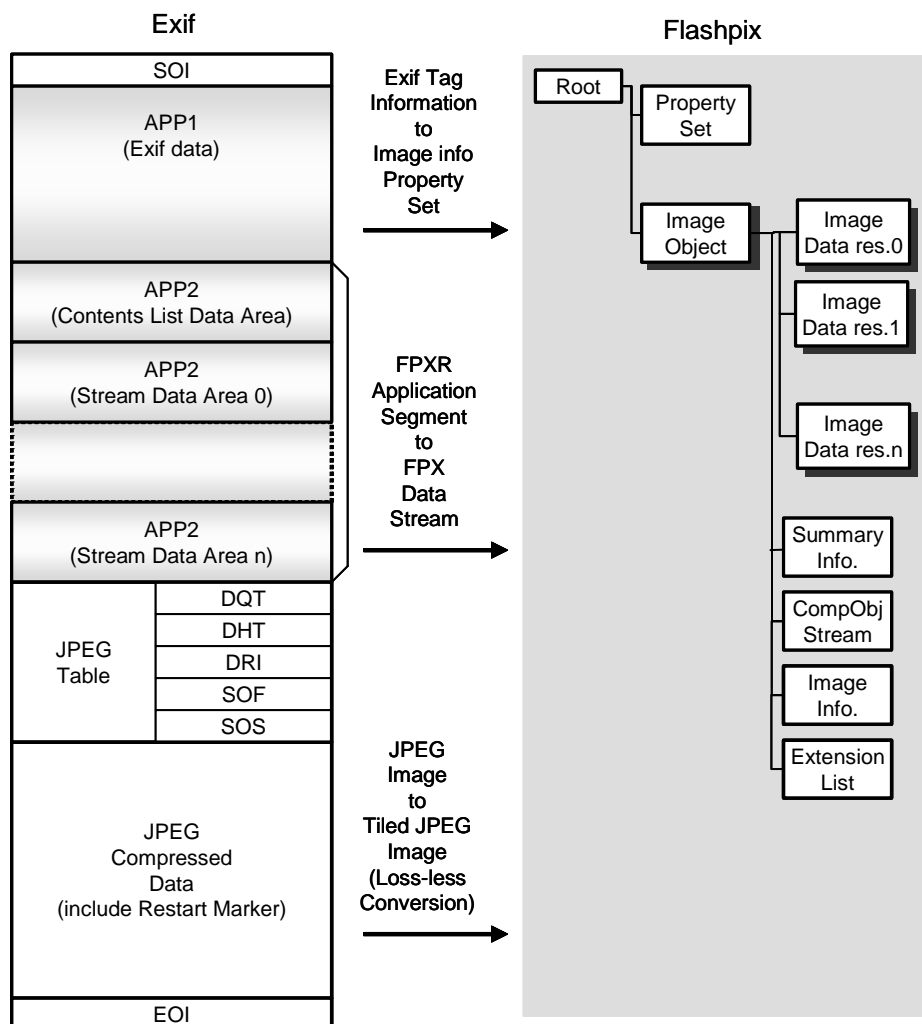 Exif
SOI
APP1
(Exif data)
APP2
(Contents List Data Area)
APP2
(Stream Data Area 0)
APP2
(Stream Data Area n)
JPEG
Table
DQT
DHT
DRI
SOF
SOS
JPEG
Compressed
Data
(include Restart Marker)
EOI
Exif Tag
Information
to
Image info
Property
Set
FPXR
Application
Segment
to
FPX
Data
Stream
JPEG
Image
to
Tiled JPEG
Image
(Loss-less
Conversion)
Flashpix
Root
Property
Set
Image
Object
Image
Data res.0
Image
Data res.1
Image
Data res.n
Summary
Info.
CompObj
Stream
Image
Info.
Extension
List